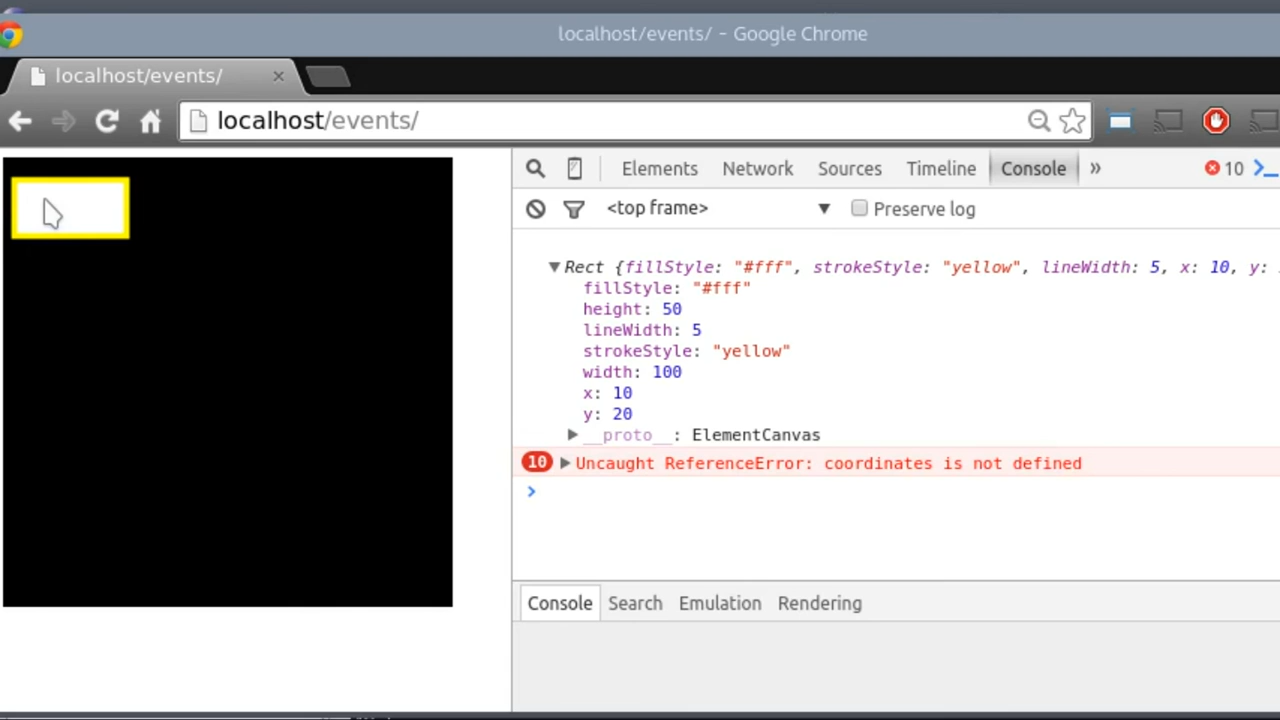 localhost/events/ - Google Chrome
localhost/events/
localhost/events/
Elements Network Sources Timeline Console » 10
<top frame> Preserve log
Rect {fillStyle: "#fff", strokeStyle: "yellow", lineWidth: 5, x: 10, y:
fillStyle: "#fff"
height: 50
lineWidth: 5
strokeStyle: "yellow"
width: 100
x: 10
y: 20
__proto__: ElementCanvas
10 Uncaught ReferenceError: coordinates is not defined
Console Search Emulation Rendering